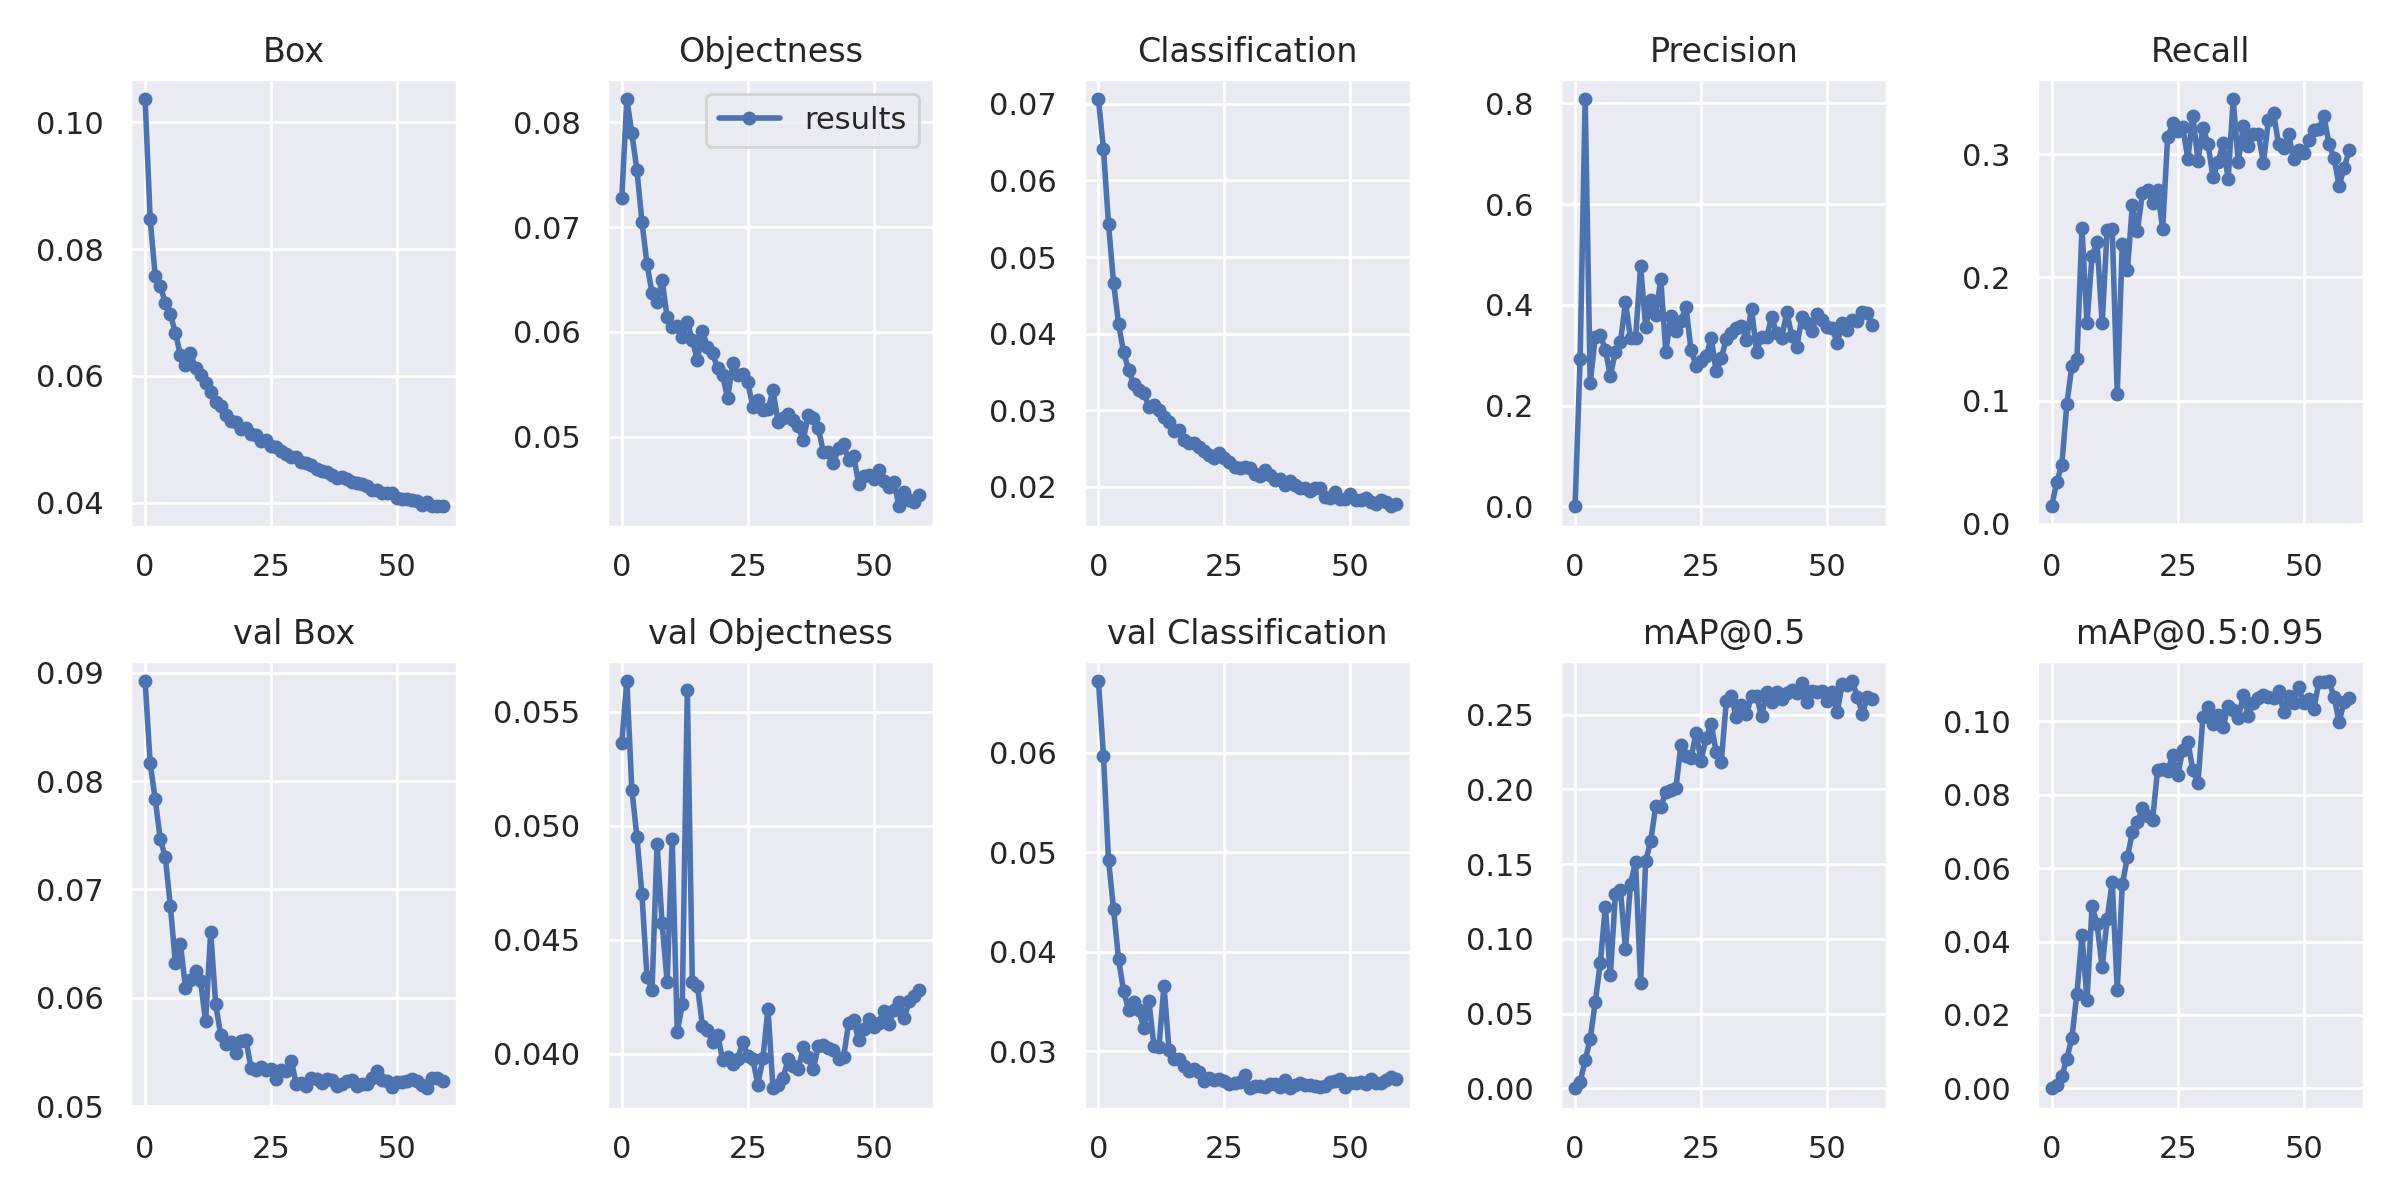 Box
Objectness
Classification
Precision
Recall
0.10
0.08
0.06
0.04
0 25 50
results
0.08
0.07
0.06
0.05
0 25 50
0.07
0.06
0.05
0.04
0.03
0.02
0 25 50
0.8
0.6
0.4
0.2
0.0
0 25 50
0.3
0.2
0.1
0.0
0 25 50
val Box
val Objectness
val Classification
mAP@0.5
mAP@0.5:0.95
0.09
0.08
0.07
0.06
0.05
0 25 50
0.055
0.050
0.045
0.040
0 25 50
0.06
0.05
0.04
0.03
0 25 50
0.25
0.20
0.15
0.10
0.05
0.00
0 25 50
0.10
0.08
0.06
0.04
0.02
0.00
0 25 50